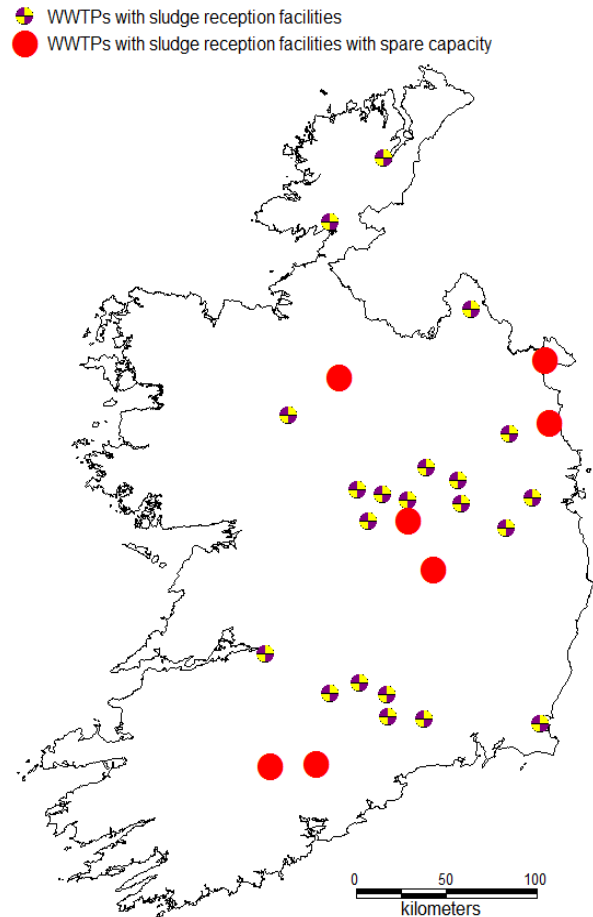 WWTPs with sludge reception facilities
WWTPs with sludge reception facilities with spare capacity
0 50 100
kilometers